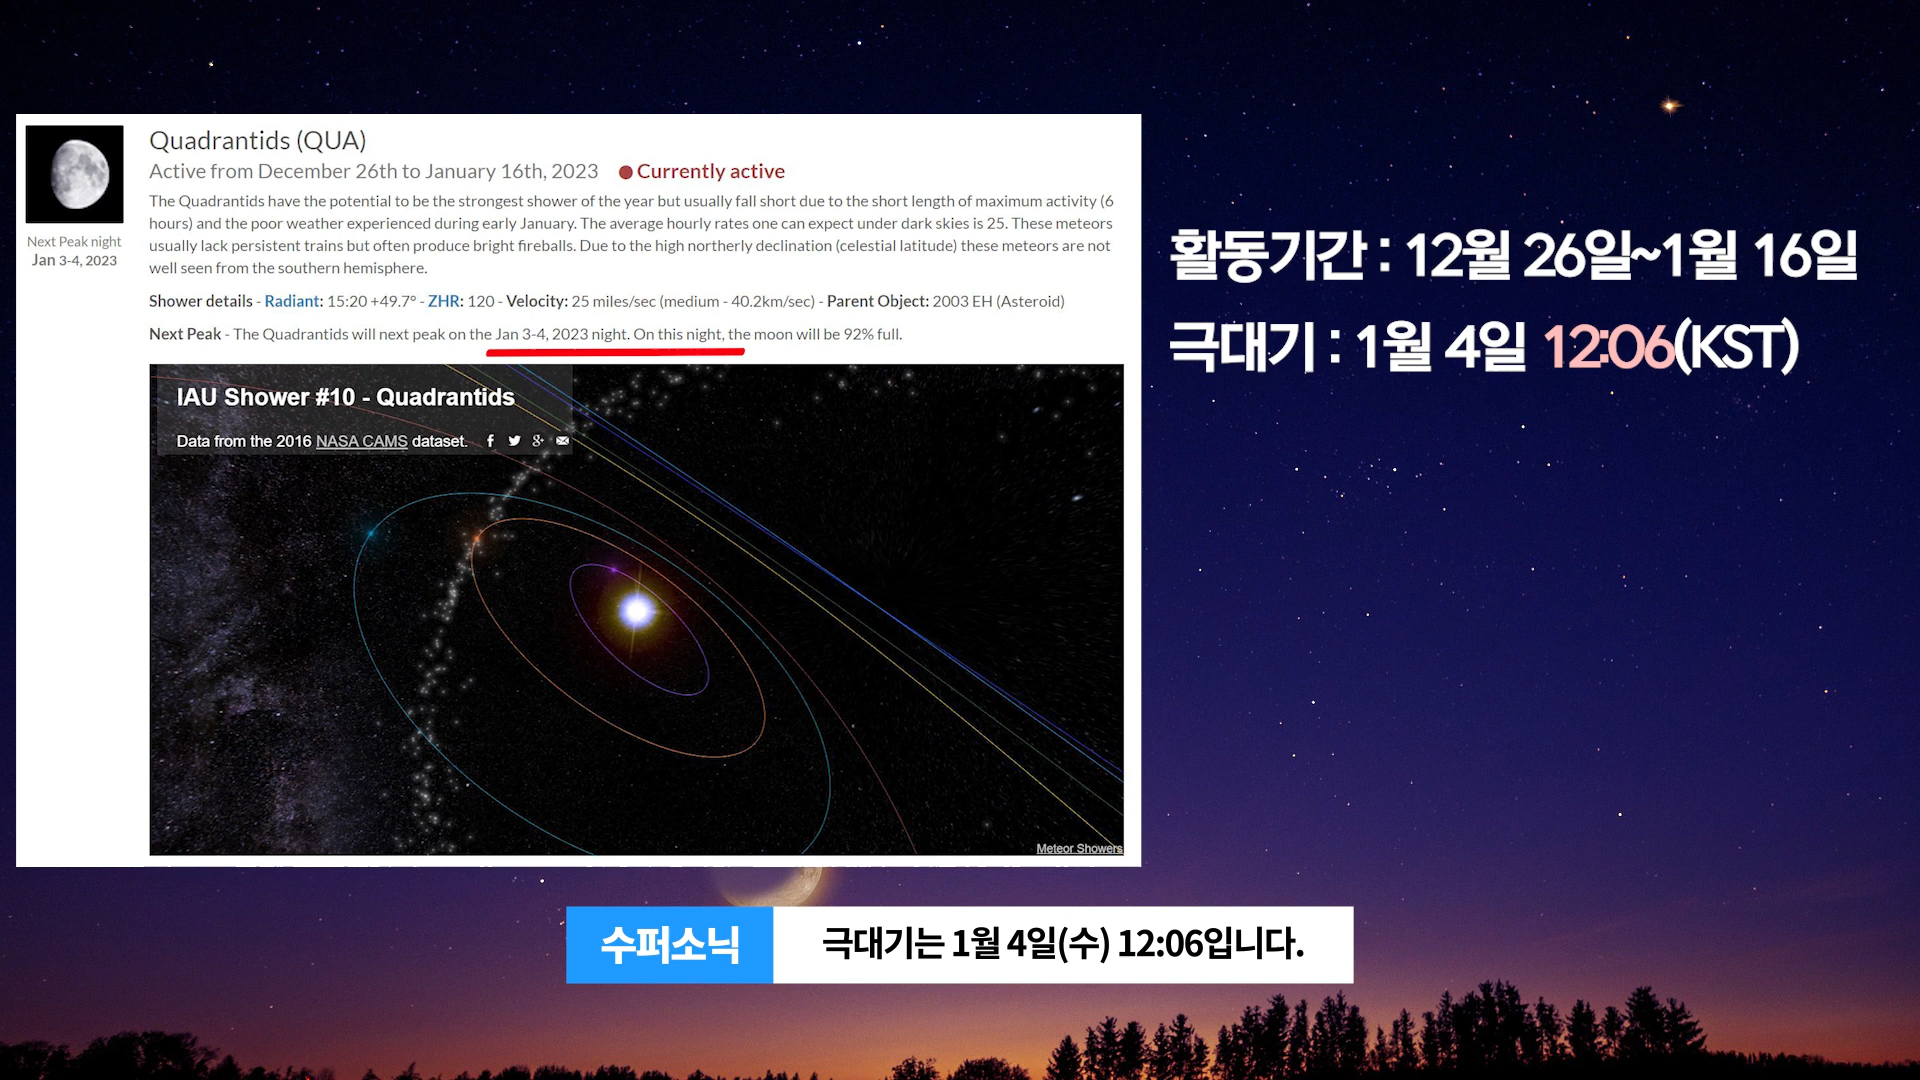 Quadrantids (QUA)
Active from December 26th to January 16th, 2023 Currently active
The Quadrantids have the potential to be the strongest shower of the year but usually fall short due to the short length of maximum activity (6
hours) and the poor weather experienced during early January. The average hourly rates one can expect under dark skies is 25. These meteors
usually lack persistent trains but often produce bright fireballs. Due to the high northerly declination (celestial latitude) these meteors are not
well seen from the southern hemisphere.
Next Peak night
Jan 3-4, 2023
Shower details - Radiant: 15:20 +49.7° - ZHR: 120 - Velocity: 25 miles/sec (medium - 40.2km/sec) - Parent Object: 2003 EH (Asteroid)
Next Peak - The Quadrantids will next peak on the Jan 3-4, 2023 night. On this night, the moon will be 92% full.
IAU Shower #10 - Quadrantids
Data from the 2016 NASA CAMS dataset.
Meteor Showers
활동기간 : 12월 26일~1월 16일
극대기 : 1월 4일 12:06(KST)
수퍼소닉
극대기는 1월 4일(수) 12:06입니다.